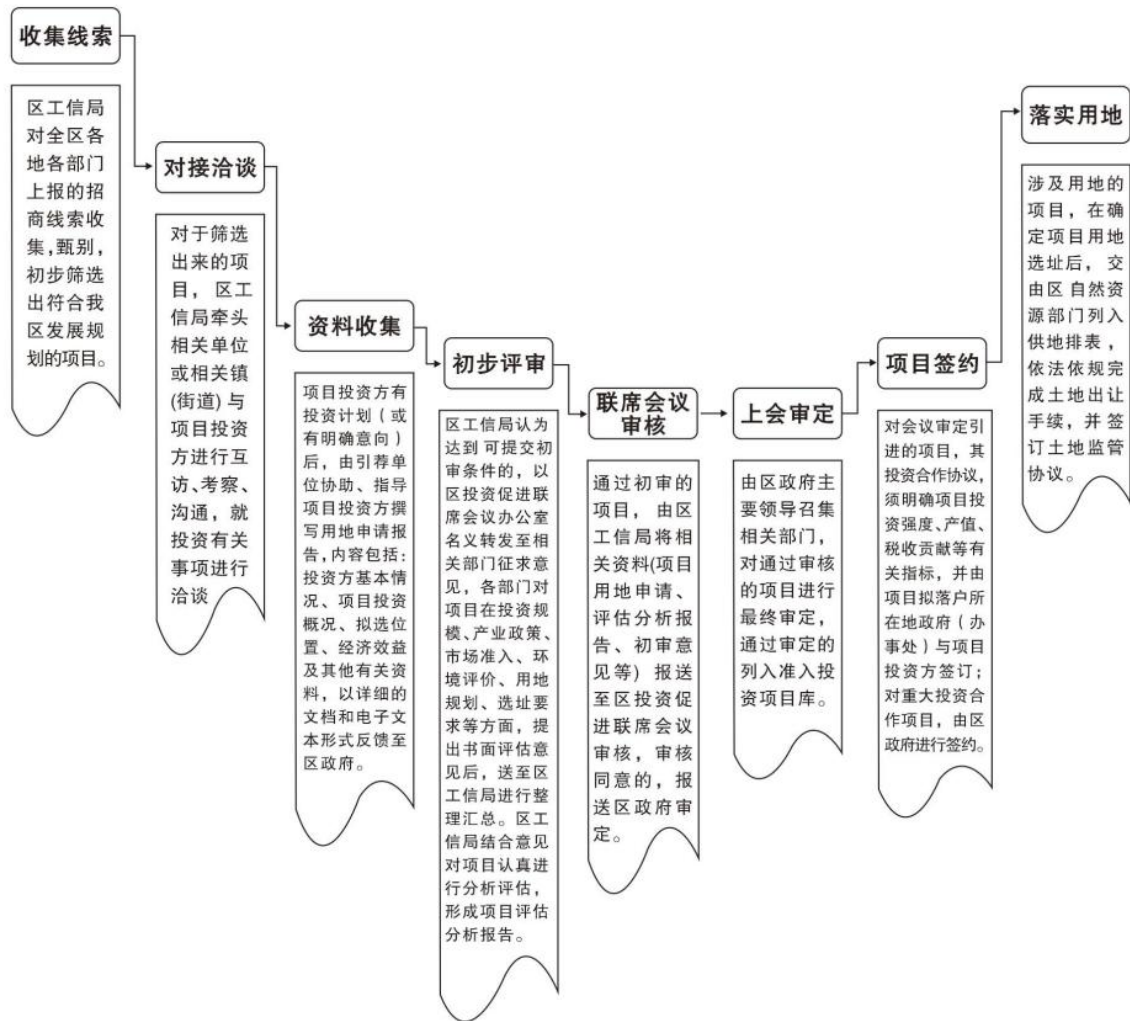 收集线索
区工信局
对全区各
地各部门
上报的招
商线索收
集,甄别,
初步筛选
出符合我
区发展规
划的项目。
对接洽谈
对于筛选
出来的项
目，区工
信局牵头
相关单位
或相关镇
(街道)与
项目投资
方进行互
访、考察、
沟通，就
投资有关
事项进行
洽谈
资料收集
项目投资方有
投资计划（或
有明确意向）
后，由引荐单
位协助、指导
项目投资方撰
写用地申请报
告,内容包括:
投资方基本情
况、项目投资
概况、拟选位
置、经济效益
及其他有关资
料，以详细的
文档和电子文
本形式反馈至
区政府。
初步评审
区工信局认为
达到可提交初
审条件的，以
区投资促进联
席会议办公室
名义转发至相
关部门征求意
见，各部门对
项目在投资规
模、产业政策、
市场准入、环
境评价、用地
规划、选址要
求等方面，提
出书面评估意
见后，送至区
工信局进行整
理汇总。区工
信局结合意见
对项目认真进
行分析评估，
形成项目评估
分析报告。
联席会议
审核
通过初审的
项目，由区
工信局将相
关资料(项目
用地申请、
评估分析报
告、初审意
见等)报送
至区投资促
进联席会议
审核，审核
同意的，报
送区政府审
定。
上会审定
由区政府主
要领导召集
相关部门，
对通过审核
的项目进行
最终审定，
通过审定的
列入准入投
资项目库。
项目签约
对会议审定引
进的项目，其
投资合作协议，
须明确项目投
资强度、产值、
税收贡献等有
关指标，并由
项目拟落户所
在地政府（办
事处）与项目
投资方签订；
对重大投资合
作项目，由区
政府进行签约。
落实用地
涉及用地的
项目，在确
定项目用地
选址后，交
由区自然资
源部门列入
供地排表，
依法依规完
成土地出让
手续，并签
订土地监管
协议。